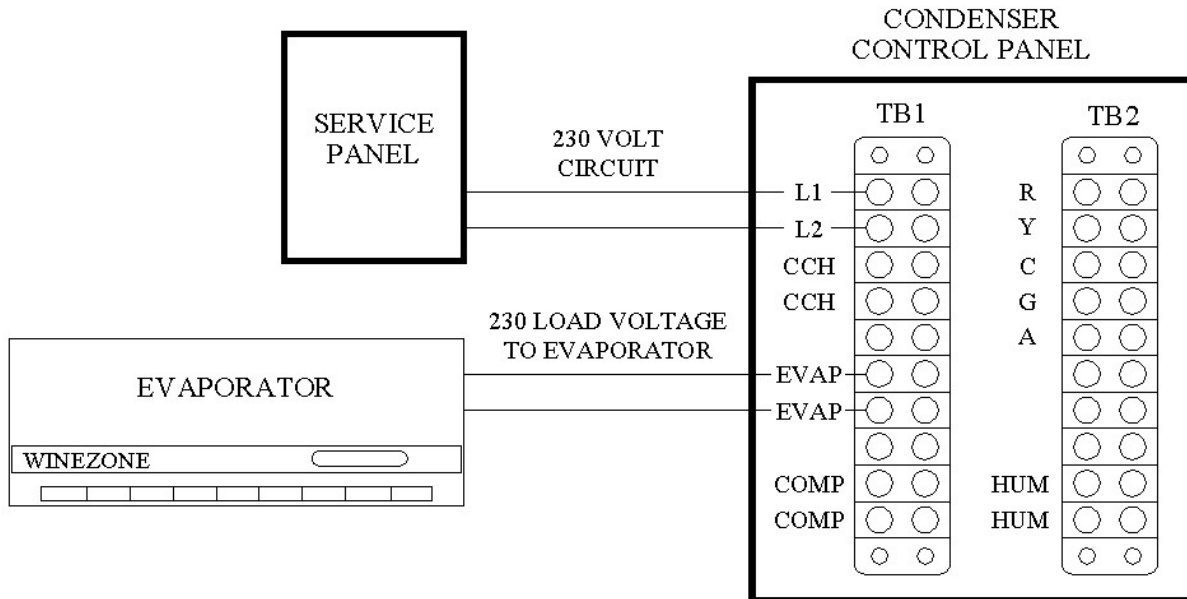 CONDENSER
CONTROL PANEL
SERVICE
PANEL
230 VOLT
CIRCUIT
TB1
TB2
L1
R
L2
Y
CCH
C
CCH
G
A
230 LOAD VOLTAGE
TO EVAPORATOR
EVAPORATOR
EVAP
EVAP
WINEZONE
COMP
HUM
COMP
HUM